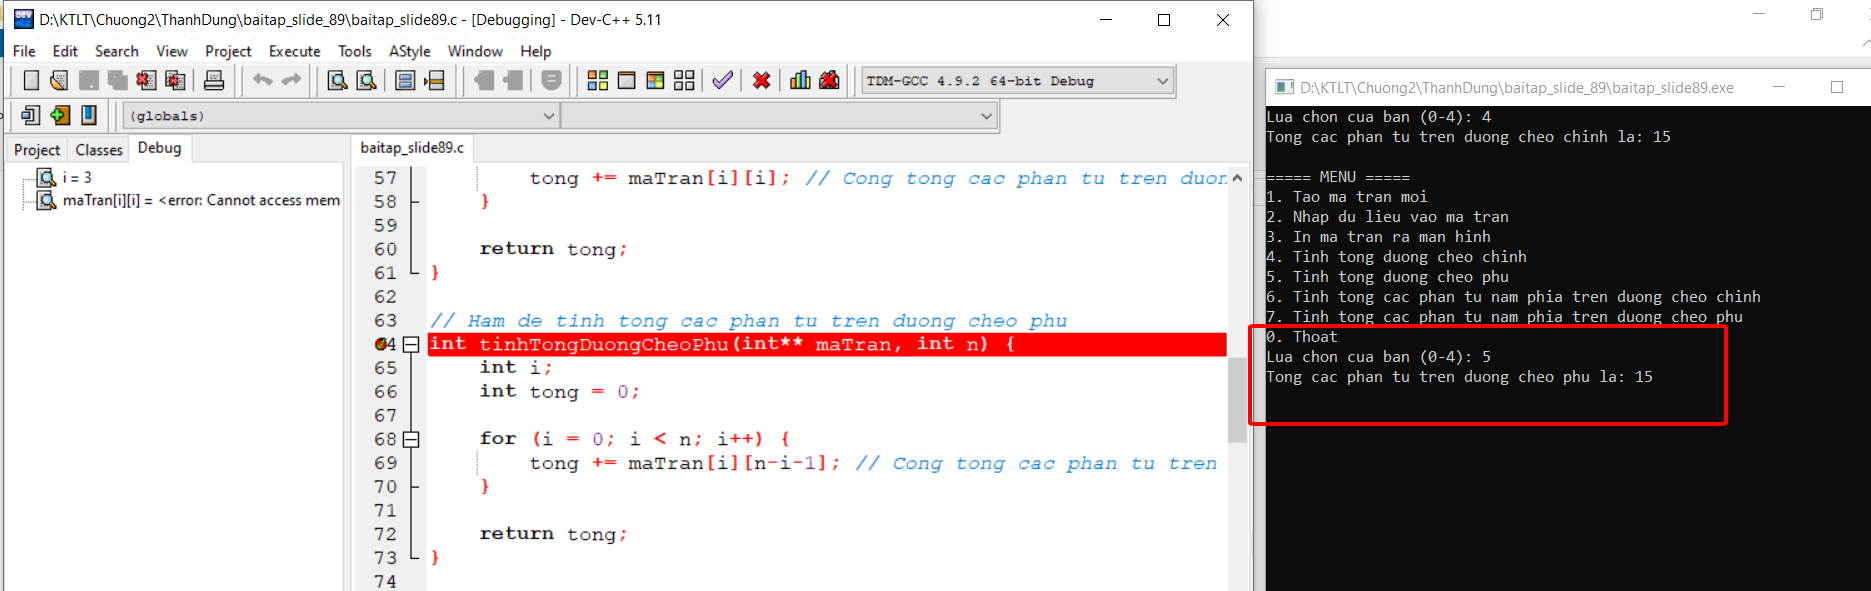 D:\KTLT\Chuong2\ThanhDung\baitap_slide_89\baitap_slide89.c - [Debugging] - Dev-C++ 5.11
File Edit Search View Project Execute Tools AStyle Window Help
TDM-GCC 4.9.2 64-bit Debug
(globals)
Project Classes Debug
i = 3
maTran[i][i] = <error: Cannot access mem
baitap_slide89.c
57 tong += maTran[i][i]; // Cong tong cac phan tu tren duon
58 }
59
60 return tong;
61 }
62
63 // Ham de tinh tong cac phan tu tren duong cheo phu
4 int tinhTongDuongCheoPhu(int** maTran, int n) {
65 int i;
66 int tong = 0;
67
68 for (i = 0; i < n; i++) {
69 tong += maTran[i][n-i-1]; // Cong tong cac phan tu tren
70 }
71
72 return tong;
73 }
74
D:\KTLT\Chuong2\ThanhDung\baitap_slide_89\baitap_slide89.exe
Lua chon cua ban (0-4): 4
Tong cac phan tu tren duong cheo chinh la: 15
===== MENU =====
1. Tao ma tran moi
2. Nhap du lieu vao ma tran
3. In ma tran ra man hinh
4. Tinh tong duong cheo chinh
5. Tinh tong duong cheo phu
6. Tinh tong cac phan tu nam phia tren duong cheo chinh
7. Tinh tong cac phan tu nam phia tren duong cheo phu
0. Thoat
Lua chon cua ban (0-4): 5
Tong cac phan tu tren duong cheo phu la: 15